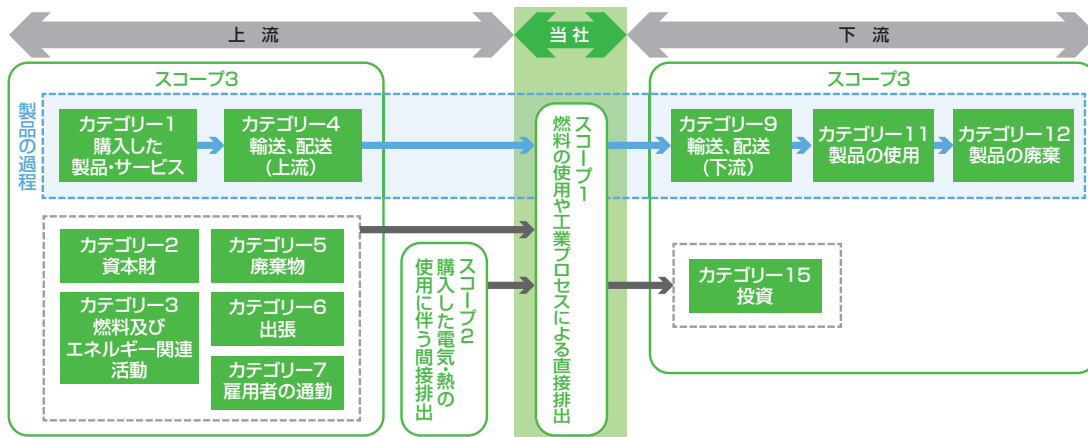 上流
当社
下流
スコープ3
製品の過程
カテゴリー1
購入した
製品・サービス
カテゴリー4
輸送、配送
(上流)
カテゴリー2
資本財
カテゴリー3
燃料及び
エネルギー関連
活動
カテゴリー5
廃棄物
カテゴリー6
出張
カテゴリー7
雇用者の通勤
スコープ2
購入した電気・熱の
使用に伴う間接排出
スコープ1
燃料の使用や工業プロセスによる直接排出
スコープ3
カテゴリー9
輸送、配送
(下流)
カテゴリー11
製品の使用
カテゴリー12
製品の廃棄
カテゴリー15
投資